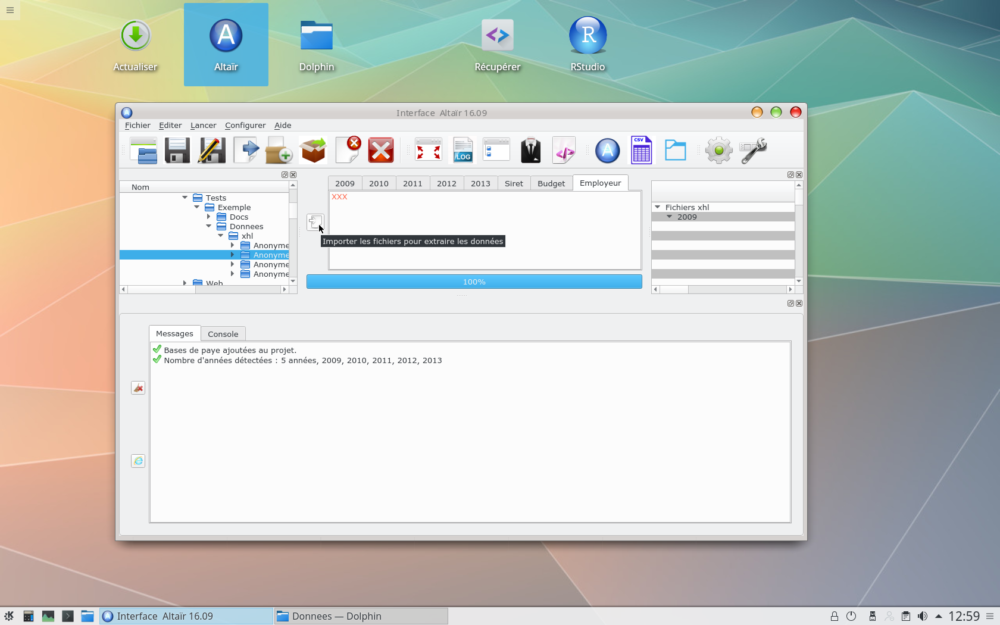 Actualiser
Altaïr
Dolphin
Récupérer
RStudio
Interface Altaïr 16.09
Fichier Editer Lancer Configurer Aide
LOG
CSV
Nom
Tests
Exemple
Docs
Donnees
xhl
Anonyme
Anonyme
Anonyme
Anonyme
Web
2009 2010 2011 2012 2013 Siret Budget Employeur
XXX
Importer les fichiers pour extraire les données
100%
Fichiers xhl
2009
Messages Console
Bases de paye ajoutées au projet.
Nombre d'années détectées : 5 années, 2009, 2010, 2011, 2012, 2013
Interface Altaïr 16.09
Donnees — Dolphin
12:59